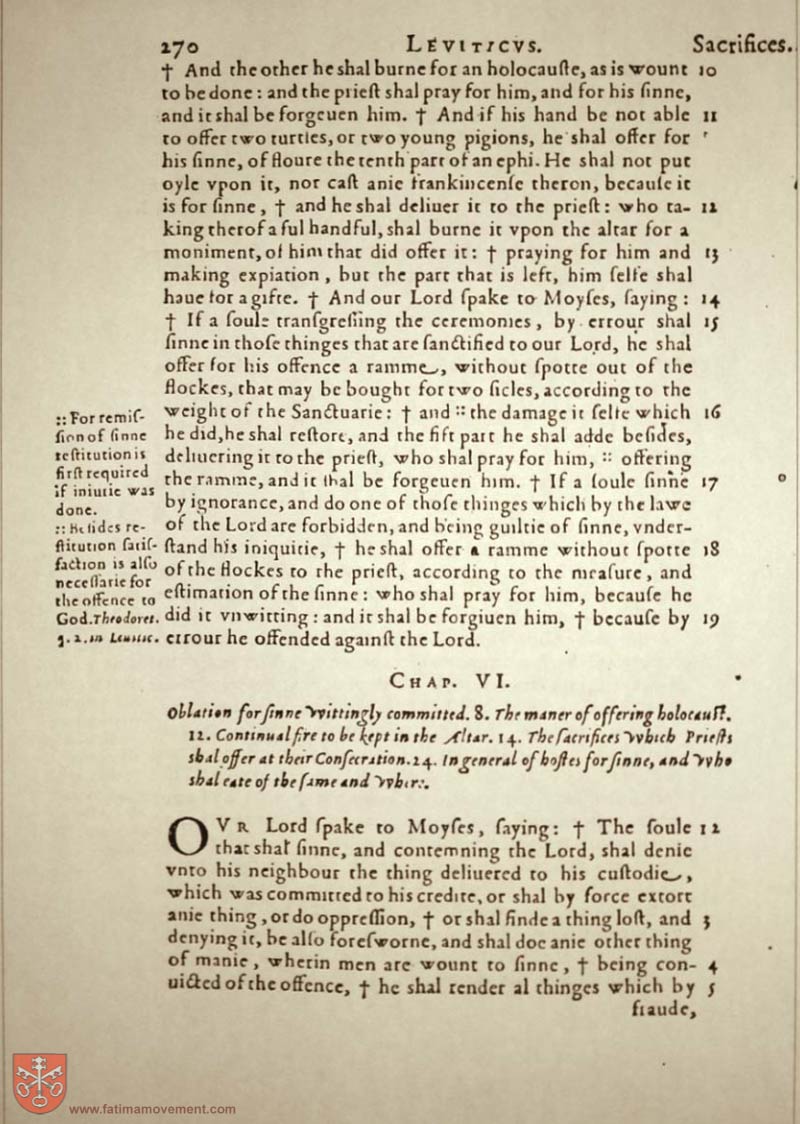 270 LEVITICVS. Sacrifices.
† And the other he shal burne for an holocauſte, as is wount 10
to be done: and the prieſt shal pray for him, and for his ſinne,
and it shal be forgeuen him. † And if his hand be not able 11
to offer two turtles, or two young pigions, he shal offer for
his ſinne, of floure the tenth part of an ephi. He shal not put
oyle vpon it, nor caſt anie frankincenſe theron, becauſe it
is for ſinne, † and he shal deliuer it to the prieſt: who ta- 12
king therof a ful handful, shal burne it vpon the altar for a
moniment, of him that did offer it: † praying for him and 13
making expiation, but the part that is left, him ſelfe shal
haue for a gifte. † And our Lord ſpake to Moyſes, ſaying: 14
† If a ſoule tranſgreſſing the ceremonies, by errour shal 15
ſinne in thoſe thinges that are ſanctified to our Lord, he shal
offer for his offence a ramme, without ſpotte out of the
flockes, that may be bought for two ſicles, according to the
weight of the Sanctuarie: † and :: the damage it ſelfe which 16
he did, he shal reſtore, and the fift part he shal adde beſides,
deliuering it to the prieſt, who shal pray for him, :: offering
the ramme, and it shal be forgeuen him. † If a ſoule ſinne 17
by ignorance, and do one of thoſe thinges which by the lawe
of the Lord are forbidden, and being guiltie of ſinne, vnder-
ſtand his iniquitie, † he shal offer a ramme without ſpotte 18
of the flockes to the prieſt, according to the meaſure, and
eſtimation of the ſinne: who shal pray for him, becauſe he
did it vnwitting: and it shal be forgiuen him, † becauſe by 19
errour he offended againſt the Lord.
:: For remiſ-
ſion of ſinne
reſtitution is
firſt required
if iniurie was
done.
:: Beſides re-
ſtitution ſatiſ-
faction is alſo
neceſſarie for
the offence to
God. Theodoret.
q. 2. in Leuitic.
CHAP. VI.
Oblation for ſinne wittingly committed. 8. The maner of offering holocauſt.
12. Continual fire to be kept in the Altar. 14. The ſacrifices which Prieſts
shal offer at their Conſecration. 24. In general of hoſtes for ſinne, and who
shal eate of the ſame and where.
OVR Lord ſpake to Moyſes, ſaying: † The ſoule 1 2
that shal ſinne, and contemning the Lord, shal denie
vnto his neighbour the thing deliuered to his cuſtodie,
which was committed to his credite, or shal by force extort
anie thing, or do oppreſſion, † or shal finde a thing loſt, and 3
denying it, be alſo foreſworne, and shal doe anie other thing
of manie, wherin men are wount to ſinne, † being con- 4
uicted of the offence, † he shal render al thinges which by 5
fraude,
www.fatimamovement.com